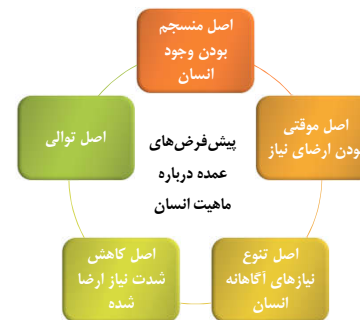 اصل منسجم
بودن وجود
انسان
اصل موقتی
بودن ارضای نیاز
اصل تنوع
نیازهای آگاهانه
انسان
اصل کاهش
شدت نیاز ارضا
شده
اصل توالی
پیش‌فرض‌های
عمده درباره
ماهیت انسان